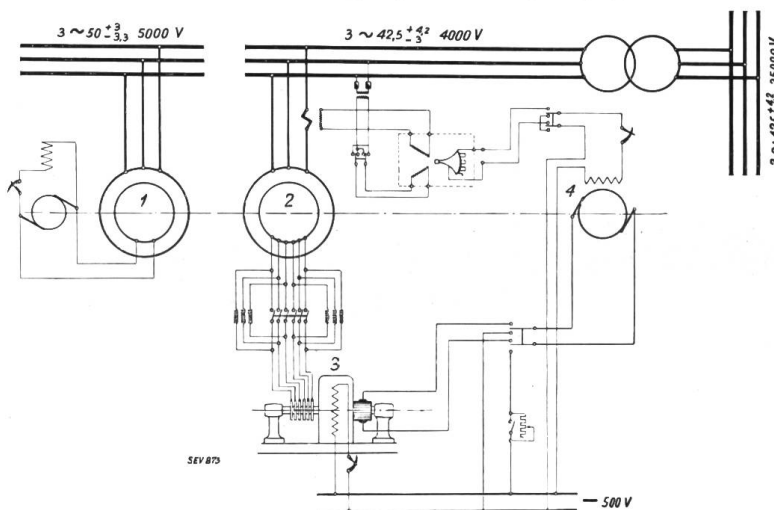 3 ~ 50 +3 -3,3 5000 V
3 ~ 42,5 +4,2 -3 4000 V
1
2
4
3
SEV 873
— 500 V